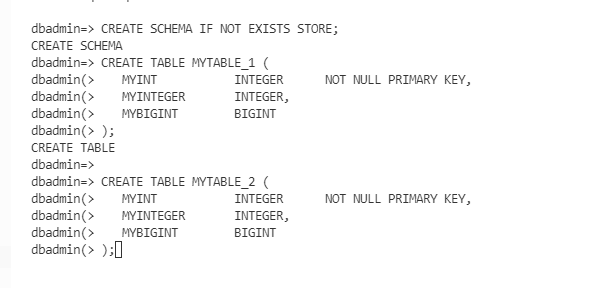 dbadmin=> CREATE SCHEMA IF NOT EXISTS STORE;
CREATE SCHEMA
dbadmin=> CREATE TABLE MYTABLE_1 (
dbadmin(>    MYINT           INTEGER      NOT NULL PRIMARY KEY,
dbadmin(>    MYINTEGER       INTEGER,
dbadmin(>    MYBIGINT        BIGINT
dbadmin(> );
CREATE TABLE
dbadmin=>
dbadmin=> CREATE TABLE MYTABLE_2 (
dbadmin(>    MYINT           INTEGER      NOT NULL PRIMARY KEY,
dbadmin(>    MYINTEGER       INTEGER,
dbadmin(>    MYBIGINT        BIGINT
dbadmin(> );